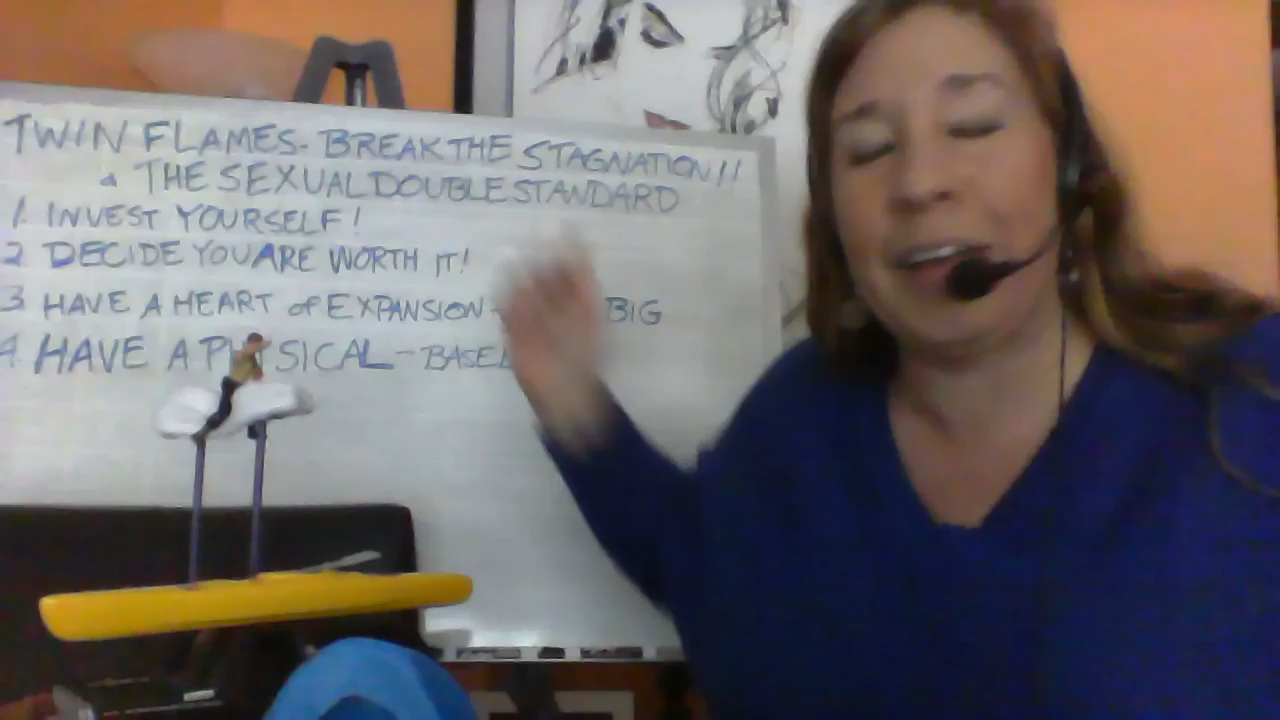 TWIN FLAMES- BREAK THE STAGNATION!!
& THE SEXUAL DOUBLE STANDARD
1 INVEST YOURSELF!
2 DECIDE YOU ARE WORTH IT!
3 HAVE A HEART of EXPANSION - BIG
4 HAVE A PHYSICAL-